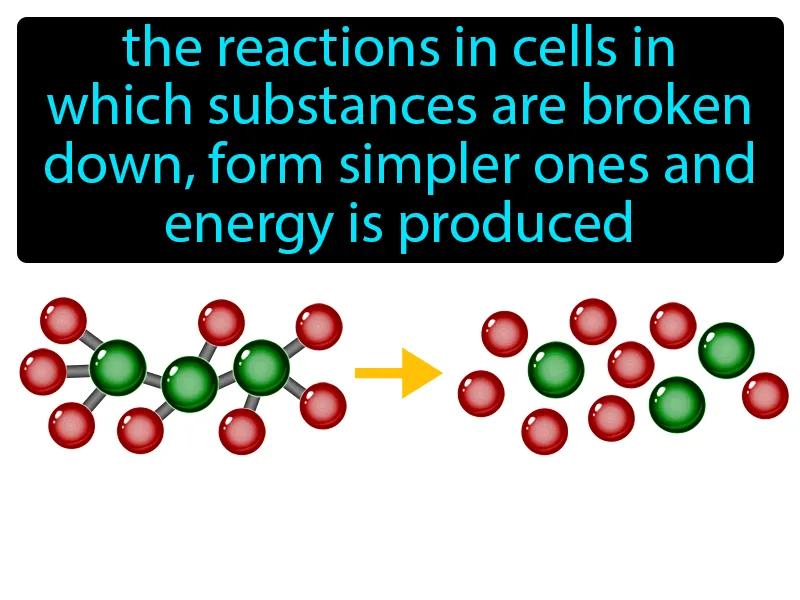 the reactions in cells in
which substances are broken
down, form simpler ones and
energy is produced